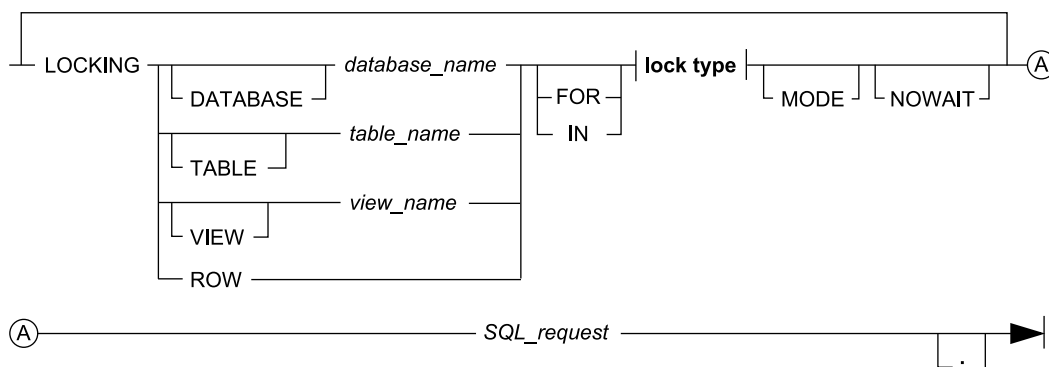 LOCKING database_name FOR lock type MODE NOWAIT A
DATABASE IN
table_name
TABLE
view_name
VIEW
ROW
A SQL_request